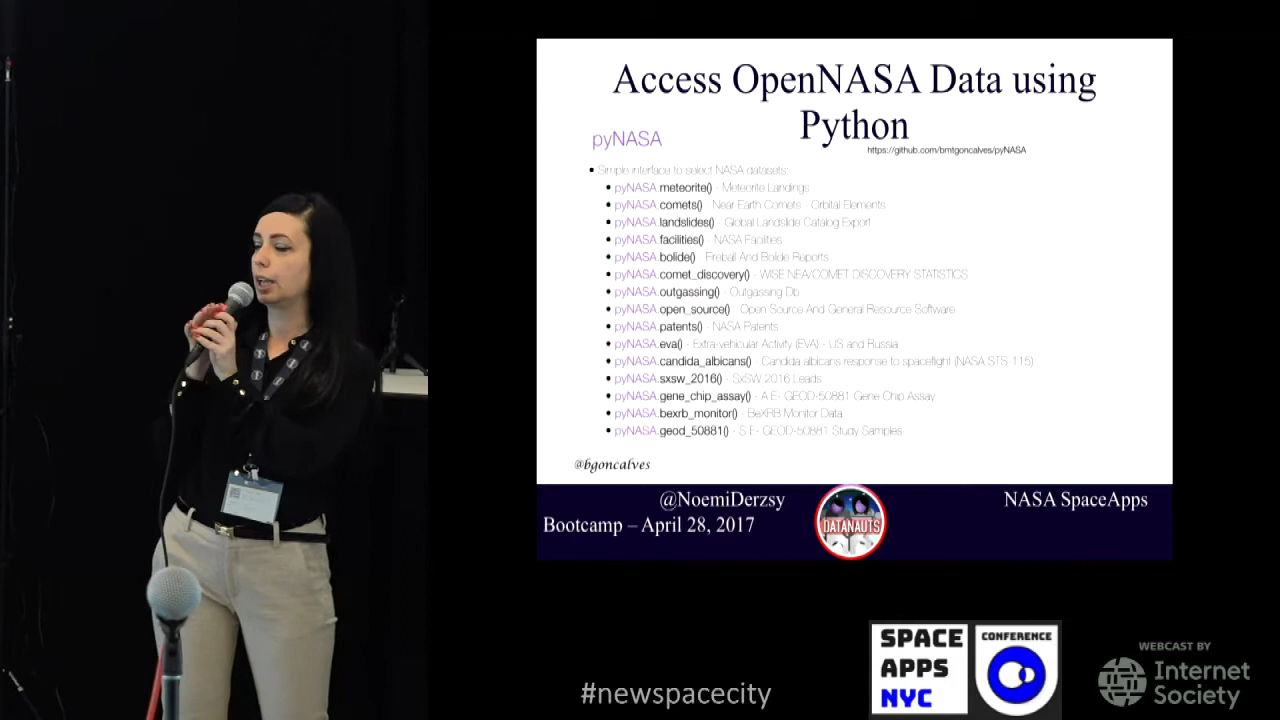 Access OpenNASA Data using
Python
pyNASA
https://github.com/bmtgoncalves/pyNASA
• Simple interface to select NASA datasets:
• pyNASA.meteorite() - Meteorite Landings
• pyNASA.comets() - Near Earth Comets - Orbital Elements
• pyNASA.landslides() - Global Landslide Catalog Export
• pyNASA.facilities() - NASA Facilities
• pyNASA.bolide() - Fireball And Bolide Reports
• pyNASA.comet_discovery() - WISE NEA/COMET DISCOVERY STATISTICS
• pyNASA.outgassing() - Outgassing Db
• pyNASA.open_source() - Open Source And General Resource Software
• pyNASA.patents() - NASA Patents
• pyNASA.eva() - Extra-vehicular Activity (EVA) - US and Russia
• pyNASA.candida_albicans() - Candida albicans response to spaceflight (NASA STS-115)
• pyNASA.sxsw_2016() - SxSW 2016 Leads
• pyNASA.gene_chip_assay() - A E- GEOD-50881 Gene Chip Assay
• pyNASA.bexrb_monitor() - BeXRB Monitor Data
• pyNASA.geod_50881() - S F- GEOD-50881 Study Samples
@bgoncalves
@NoemiDerzsy NASA SpaceApps
Bootcamp – April 28, 2017
DATANAUTS
SPACE
APPS
NYC
CONFERENCE
#newspacecity
WEBCAST BY
Internet
Society